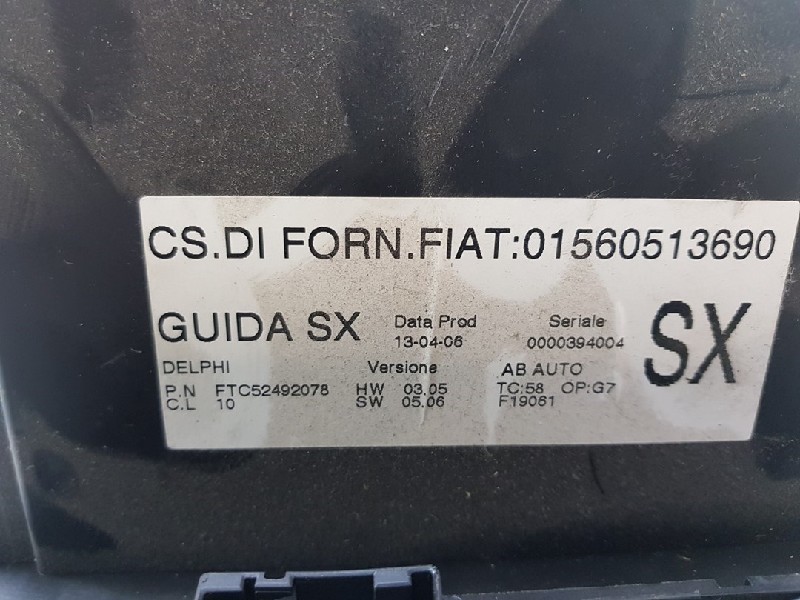 CS.DI FORN.FIAT:01560513690
GUIDA SX Data Prod Seriale SX
13-04-06 0000394004
DELPHI Versione AB AUTO
P.N FTC52492078 HW 03.05 TC:58 OP:G7
C.L 10 SW 05.06 F19061